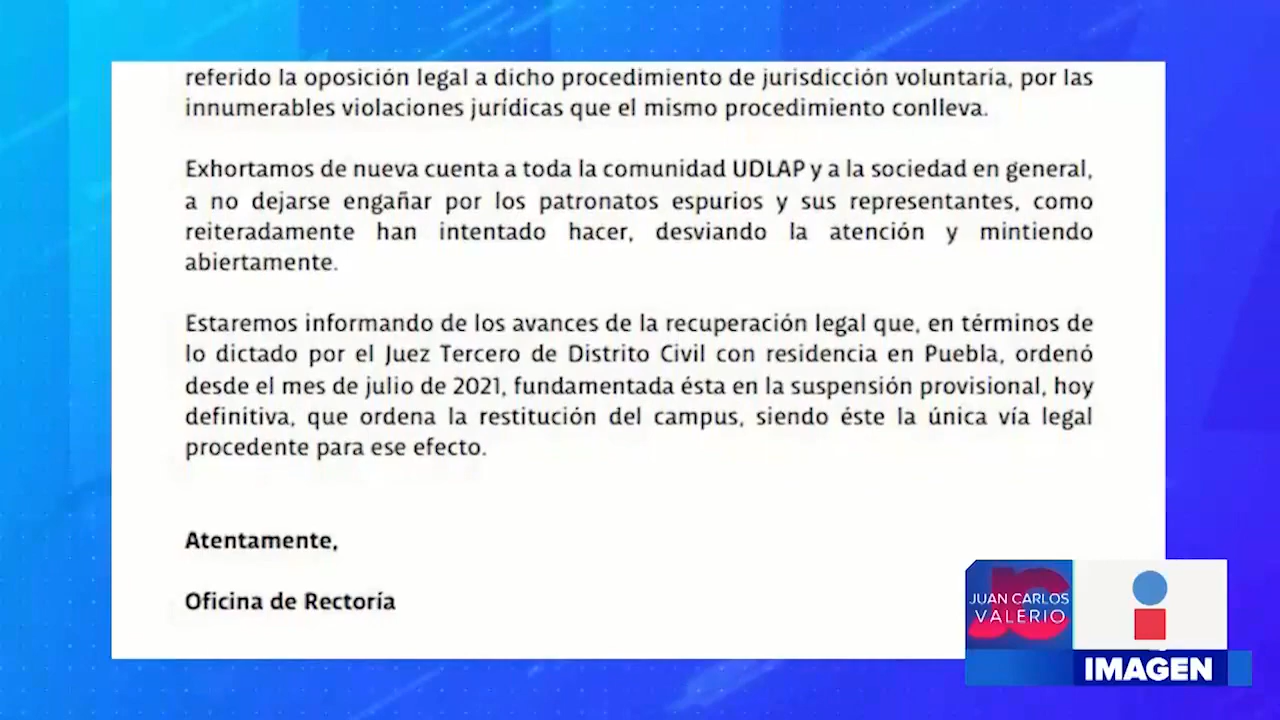 referido la oposición legal a dicho procedimiento de jurisdicción voluntaria, por las
innumerables violaciones jurídicas que el mismo procedimiento conlleva.
Exhortamos de nueva cuenta a toda la comunidad UDLAP y a la sociedad en general,
a no dejarse engañar por los patronatos espurios y sus representantes, como
reiteradamente han intentado hacer, desviando la atención y mintiendo
abiertamente.
Estaremos informando de los avances de la recuperación legal que, en términos de
lo dictado por el Juez Tercero de Distrito Civil con residencia en Puebla, ordenó
desde el mes de julio de 2021, fundamentada ésta en la suspensión provisional, hoy
definitiva, que ordena la restitución del campus, siendo éste la única vía legal
procedente para ese efecto.
Atentamente,
Oficina de Rectoría
JUAN CARLOS
VALERIO
IMAGEN